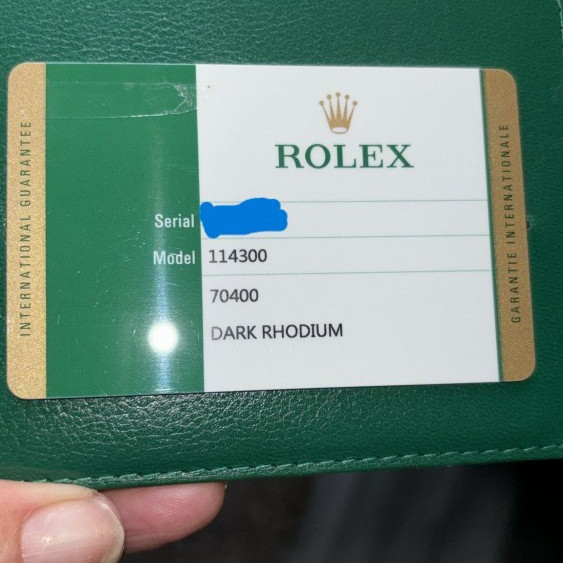 INTERNATIONAL GUARANTEE
ROLEX
Serial
Model 114300
70400
DARK RHODIUM
GARANTIE INTERNATIONALE